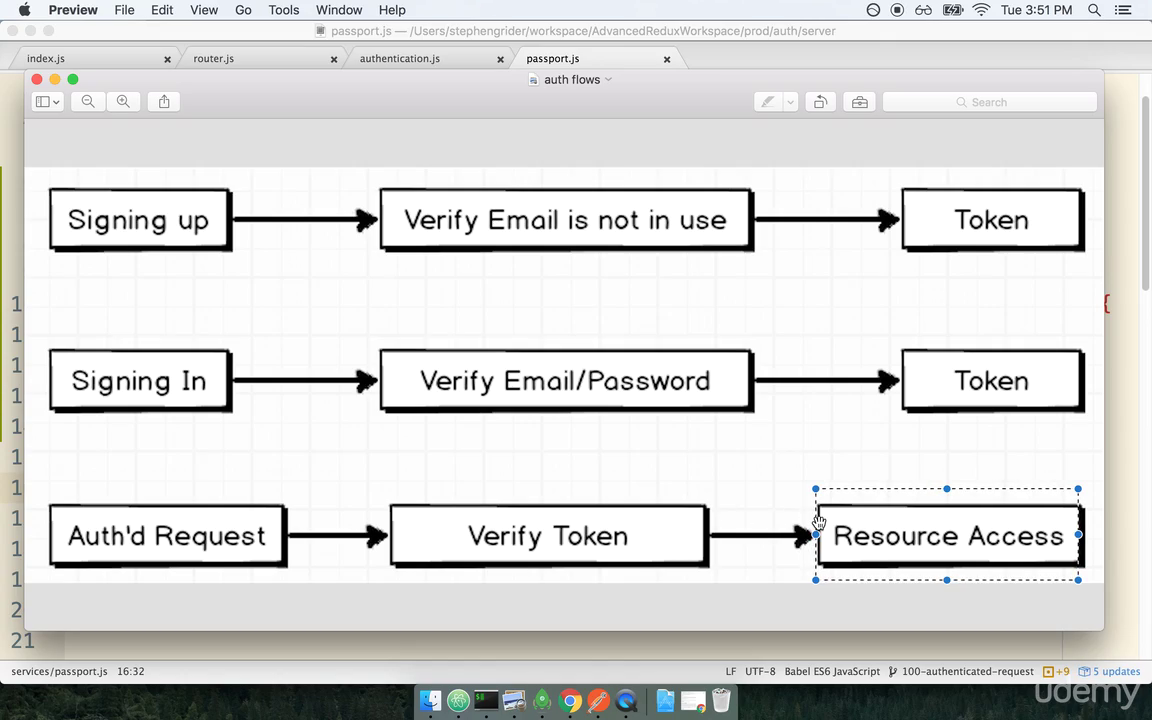 Preview File Edit View Go Tools Window Help Tue 3:51 PM
passport.js — /Users/stephengrider/workspace/AdvancedReduxWorkspace/prod/auth/server
index.js router.js authentication.js passport.js
auth flows
Search
Signing up Verify Email is not in use Token
1 {
1
1
Signing In Verify Email/Password Token
1
1
1
1
1
Auth'd Request Verify Token Resource Access
1
1
2
21
services/passport.js 16:32 LF UTF-8 Babel ES6 JavaScript 100-authenticated-request +9 5 updates
udemy